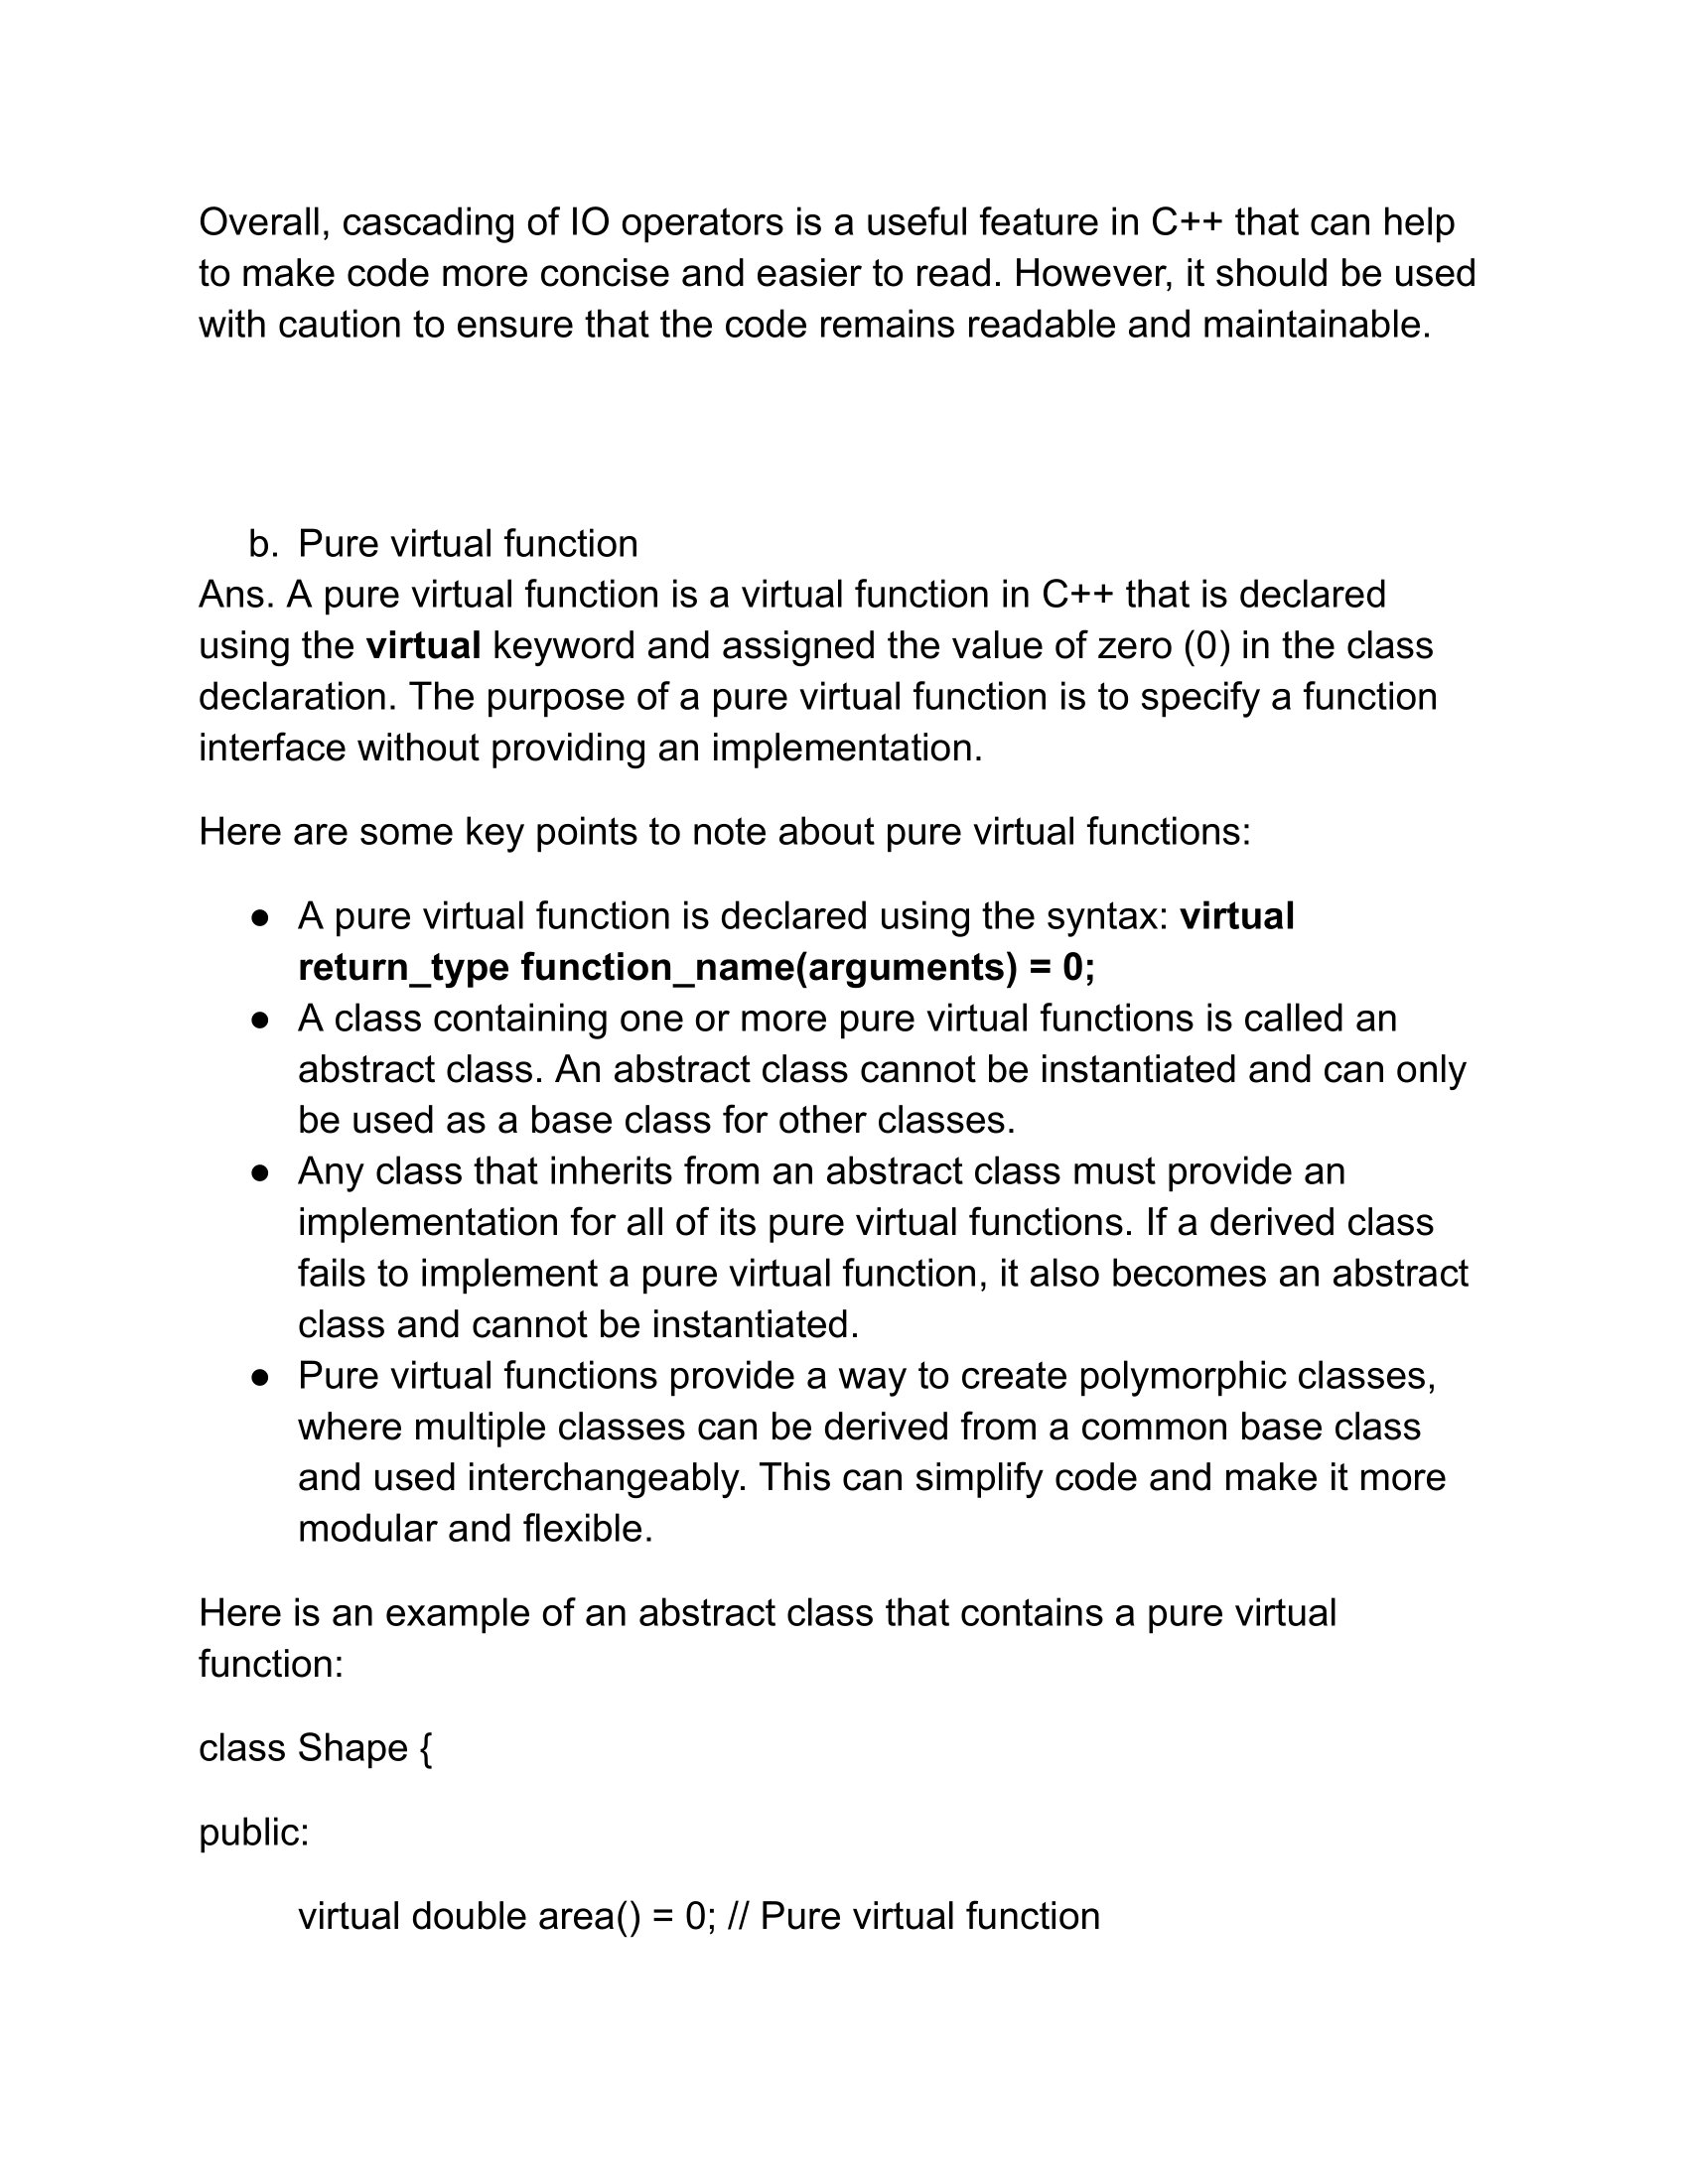 Overall, cascading of IO operators is a useful feature in C++ that can help
to make code more concise and easier to read. However, it should be used
with caution to ensure that the code remains readable and maintainable.
b. Pure virtual function
Ans. A pure virtual function is a virtual function in C++ that is declared
using the virtual keyword and assigned the value of zero (0) in the class
declaration. The purpose of a pure virtual function is to specify a function
interface without providing an implementation.
Here are some key points to note about pure virtual functions:
● A pure virtual function is declared using the syntax: virtual
return_type function_name(arguments) = 0;
● A class containing one or more pure virtual functions is called an
abstract class. An abstract class cannot be instantiated and can only
be used as a base class for other classes.
● Any class that inherits from an abstract class must provide an
implementation for all of its pure virtual functions. If a derived class
fails to implement a pure virtual function, it also becomes an abstract
class and cannot be instantiated.
● Pure virtual functions provide a way to create polymorphic classes,
where multiple classes can be derived from a common base class
and used interchangeably. This can simplify code and make it more
modular and flexible.
Here is an example of an abstract class that contains a pure virtual
function:
class Shape {
public:
virtual double area() = 0; // Pure virtual function